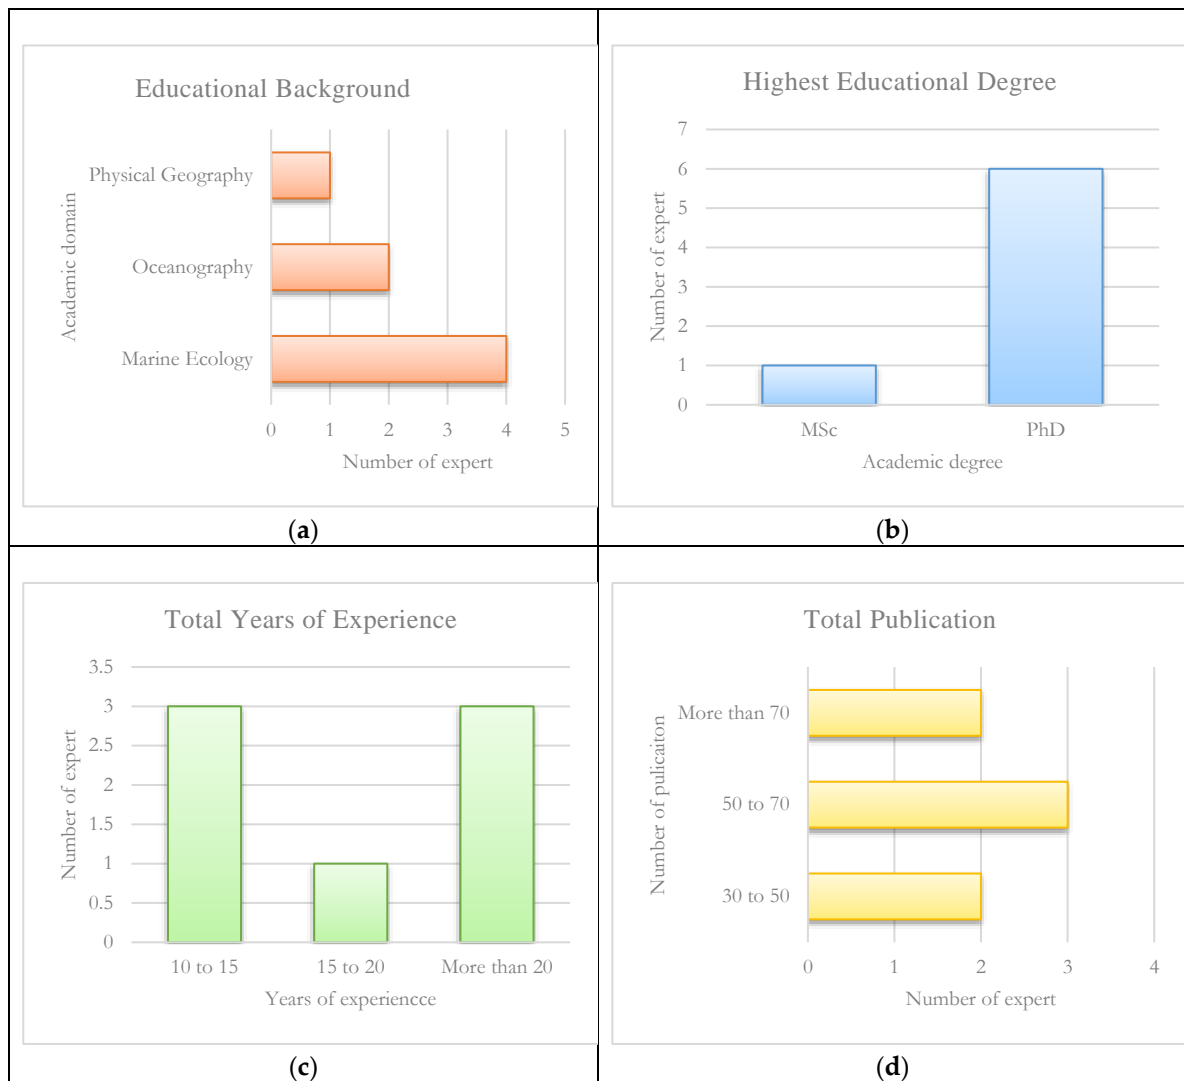 Educational Background
Academic domain
Physical Geography
Oceanography
Marine Ecology
0 1 2 3 4 5
Number of expert
(a)
Highest Educational Degree
Number of expert
7
6
5
4
3
2
1
0
MSc PhD
Academic degree
(b)
Total Years of Experience
Number of expert
3.5
3
2.5
2
1.5
1
0.5
0
10 to 15 15 to 20 More than 20
Years of experiencce
(c)
Total Publication
Number of pulicaiton
More than 70
50 to 70
30 to 50
0 1 2 3 4
Number of expert
(d)